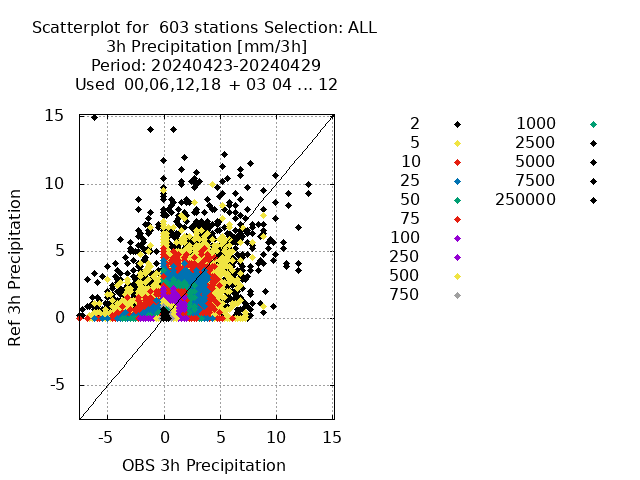 Scatterplot for  603 stations Selection: ALL
3h Precipitation [mm/3h]
Period: 20240423-20240429
Used  00,06,12,18 + 03 04 ... 12
15
10
5
0
-5
-5 0 5 10 15
Ref 3h Precipitation
OBS 3h Precipitation
2
5
10
25
50
75
100
250
500
750
1000
2500
5000
7500
250000